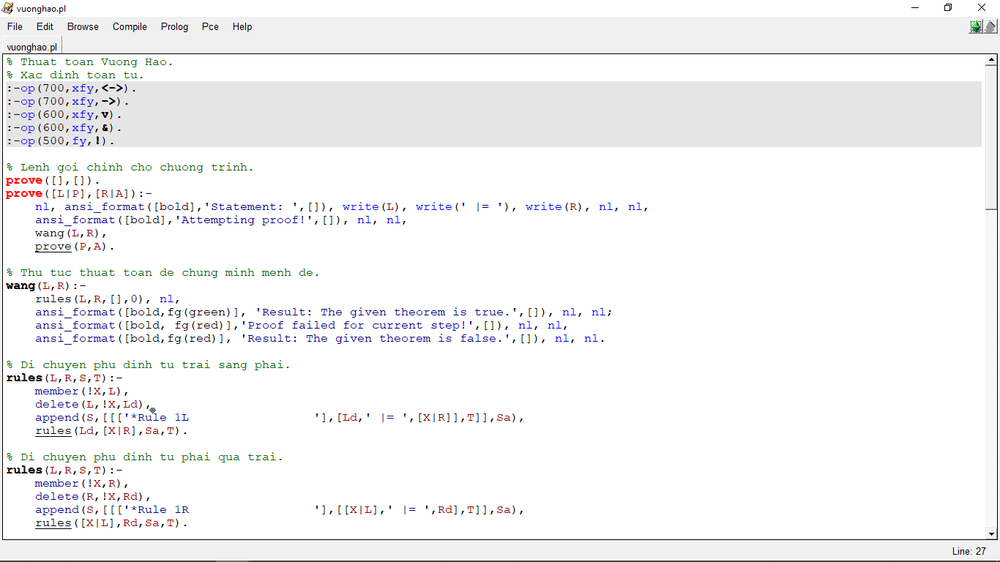 vuonghao.pl
File Edit Browse Compile Prolog Pce Help
vuonghao.pl
% Thuat toan Vuong Hao.
% Xac dinh toan tu.
:-op(700,xfy,<->).
:-op(700,xfy,->).
:-op(600,xfy,v).
:-op(600,xfy,&).
:-op(500,fy,!).
% Lenh goi chinh cho chuong trinh.
prove([],[]).
prove([L|P],[R|A]):-
    nl, ansi_format([bold],'Statement: ',[]), write(L), write(' |= '), write(R), nl, nl,
    ansi_format([bold],'Attempting proof!',[]), nl, nl,
    wang(L,R),
    prove(P,A).
% Thu tuc thuat toan de chung minh menh de.
wang(L,R):-
    rules(L,R,[],0), nl,
    ansi_format([bold,fg(green)], 'Result: The given theorem is true.',[]), nl, nl;
    ansi_format([bold, fg(red)],'Proof failed for current step!',[]), nl, nl,
    ansi_format([bold,fg(red)], 'Result: The given theorem is false.',[]), nl, nl.
% Di chuyen phu dinh tu trai sang phai.
rules(L,R,S,T):-
    member(!X,L),
    delete(L,!X,Ld),
    append(S,[[['*Rule 1L                 '],[Ld,' |= ',[X|R]],T]],Sa),
    rules(Ld,[X|R],Sa,T).
% Di chuyen phu dinh tu phai qua trai.
rules(L,R,S,T):-
    member(!X,R),
    delete(R,!X,Rd),
    append(S,[[['*Rule 1R                 '],[[X|L],' |= ',Rd],T]],Sa),
    rules([X|L],Rd,Sa,T).
Line: 27